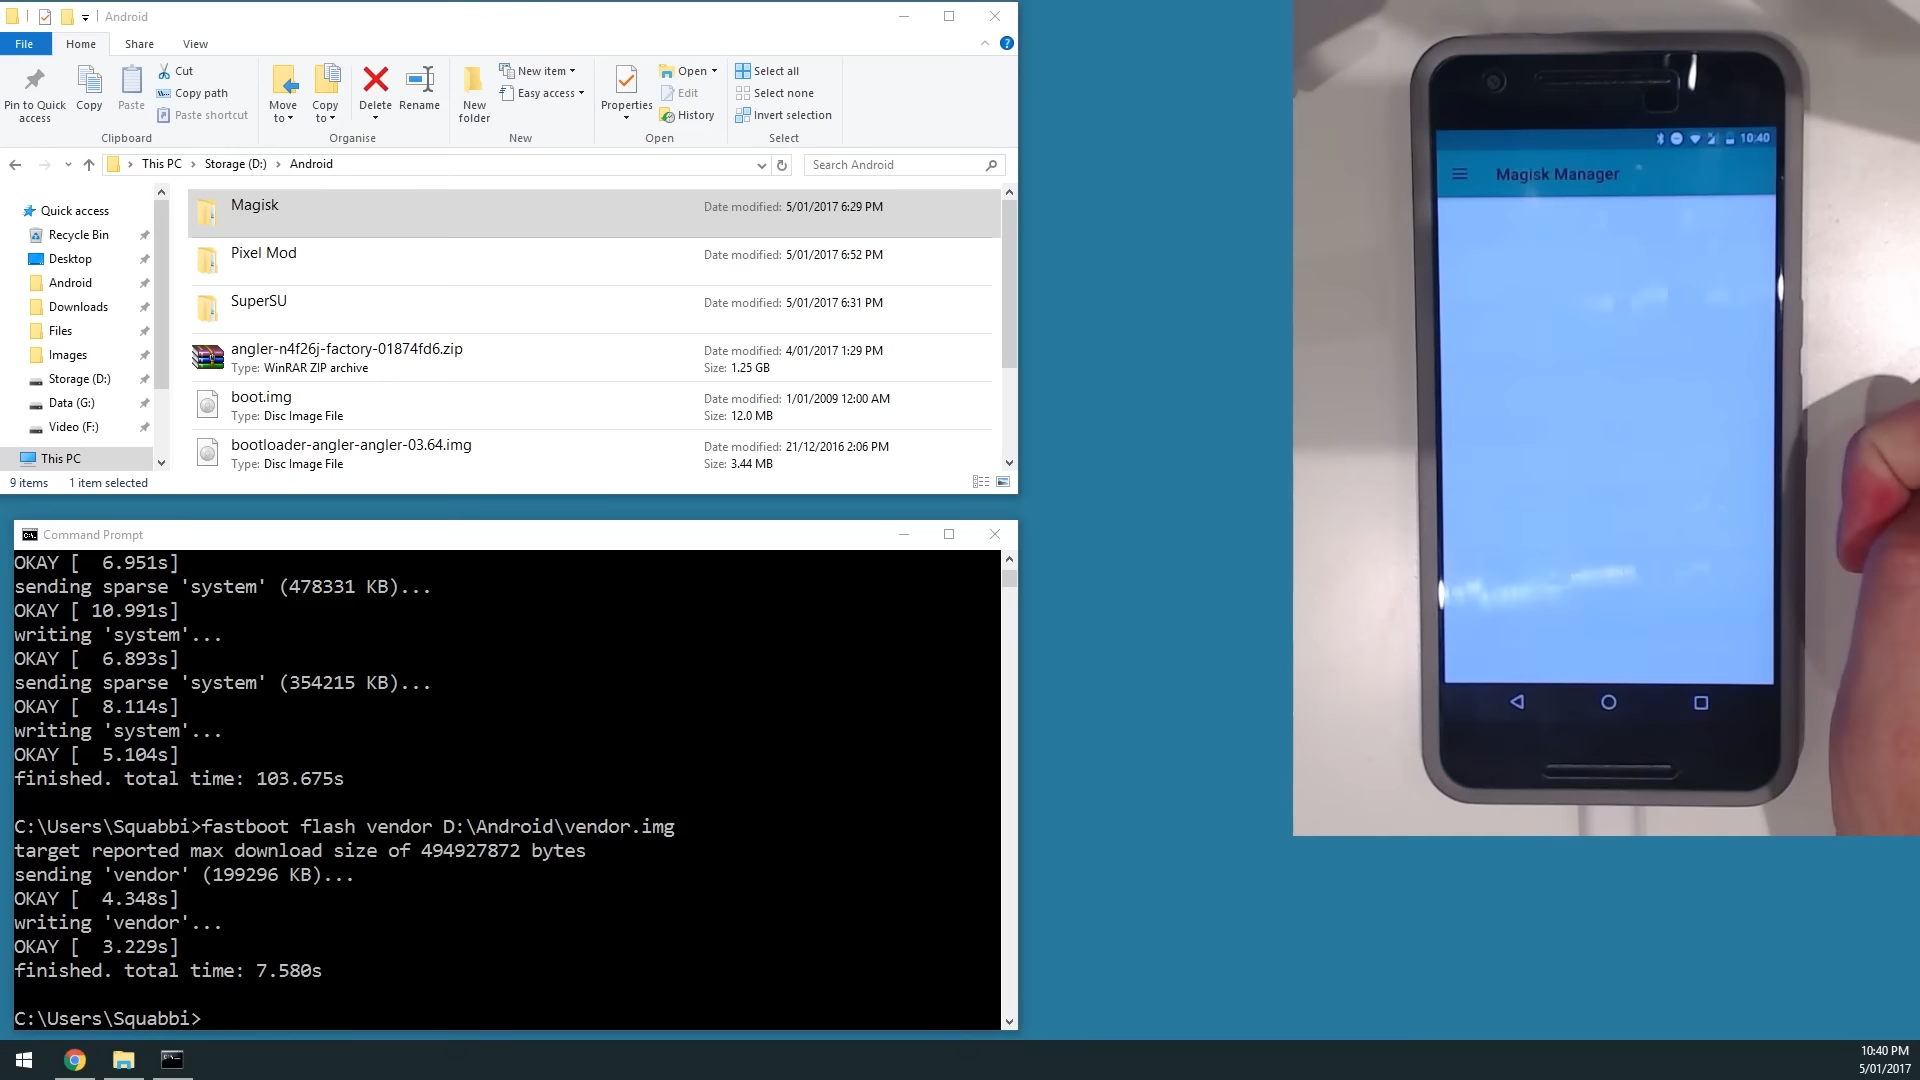 Android
File Home Share View
Pin to Quick access
Copy
Paste
Cut
Copy path
Paste shortcut
Clipboard
Move to
Copy to
Delete
Rename
Organise
New folder
New item
Easy access
New
Properties
Open
Edit
History
Open
Select all
Select none
Invert selection
Select
This PC > Storage (D:) > Android
Search Android
Quick access
Recycle Bin
Desktop
Android
Downloads
Files
Images
Storage (D:)
Data (G:)
Video (F:)
This PC
Magisk Date modified: 5/01/2017 6:29 PM
Pixel Mod Date modified: 5/01/2017 6:52 PM
SuperSU Date modified: 5/01/2017 6:31 PM
angler-n4f26j-factory-01874fd6.zip Date modified: 4/01/2017 1:29 PM
Type: WinRAR ZIP archive Size: 1.25 GB
boot.img Date modified: 1/01/2009 12:00 AM
Type: Disc Image File Size: 12.0 MB
bootloader-angler-angler-03.64.img Date modified: 21/12/2016 2:06 PM
Type: Disc Image File Size: 3.44 MB
9 items 1 item selected
Command Prompt
OKAY [  6.951s]
sending sparse 'system' (478331 KB)...
OKAY [ 10.991s]
writing 'system'...
OKAY [  6.893s]
sending sparse 'system' (354215 KB)...
OKAY [  8.114s]
writing 'system'...
OKAY [  5.104s]
finished. total time: 103.675s
C:\Users\Squabbi>fastboot flash vendor D:\Android\vendor.img
target reported max download size of 494927872 bytes
sending 'vendor' (199296 KB)...
OKAY [  4.348s]
writing 'vendor'...
OKAY [  3.229s]
finished. total time: 7.580s
C:\Users\Squabbi>
10:40
Magisk Manager
10:40 PM
5/01/2017